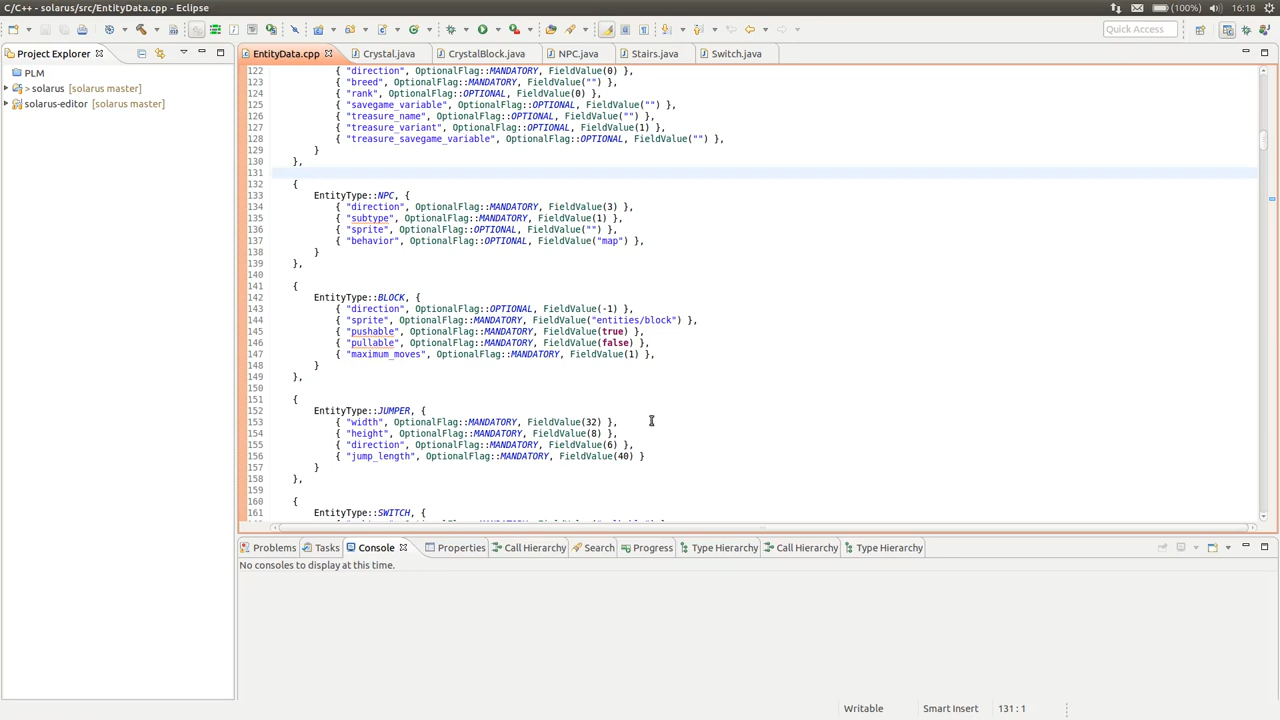 C/C++ - solarus/src/EntityData.cpp - Eclipse
(100%) 16:18
Quick Access
Project Explorer
PLM
> solarus [solarus master]
solarus-editor [solarus master]
EntityData.cpp Crystal.java CrystalBlock.java NPC.java Stairs.java Switch.java
122 { "direction", OptionalFlag::MANDATORY, FieldValue(0) },
123 { "breed", OptionalFlag::MANDATORY, FieldValue("") },
124 { "rank", OptionalFlag::OPTIONAL, FieldValue(0) },
125 { "savegame_variable", OptionalFlag::OPTIONAL, FieldValue("") },
126 { "treasure_name", OptionalFlag::OPTIONAL, FieldValue("") },
127 { "treasure_variant", OptionalFlag::OPTIONAL, FieldValue(1) },
128 { "treasure_savegame_variable", OptionalFlag::OPTIONAL, FieldValue("") },
129 }
130 },
131
132 {
133 EntityType::NPC, {
134 { "direction", OptionalFlag::MANDATORY, FieldValue(3) },
135 { "subtype", OptionalFlag::MANDATORY, FieldValue(1) },
136 { "sprite", OptionalFlag::OPTIONAL, FieldValue("") },
137 { "behavior", OptionalFlag::OPTIONAL, FieldValue("map") },
138 }
139 },
140
141 {
142 EntityType::BLOCK, {
143 { "direction", OptionalFlag::OPTIONAL, FieldValue(-1) },
144 { "sprite", OptionalFlag::MANDATORY, FieldValue("entities/block") },
145 { "pushable", OptionalFlag::MANDATORY, FieldValue(true) },
146 { "pullable", OptionalFlag::MANDATORY, FieldValue(false) },
147 { "maximum_moves", OptionalFlag::MANDATORY, FieldValue(1) },
148 }
149 },
150
151 {
152 EntityType::JUMPER, {
153 { "width", OptionalFlag::MANDATORY, FieldValue(32) },
154 { "height", OptionalFlag::MANDATORY, FieldValue(8) },
155 { "direction", OptionalFlag::MANDATORY, FieldValue(6) },
156 { "jump_length", OptionalFlag::MANDATORY, FieldValue(40) }
157 }
158 },
159
160 {
161 EntityType::SWITCH, {
Problems Tasks Console Properties Call Hierarchy Search Progress Type Hierarchy Call Hierarchy Type Hierarchy
No consoles to display at this time.
Writable Smart Insert 131 : 1